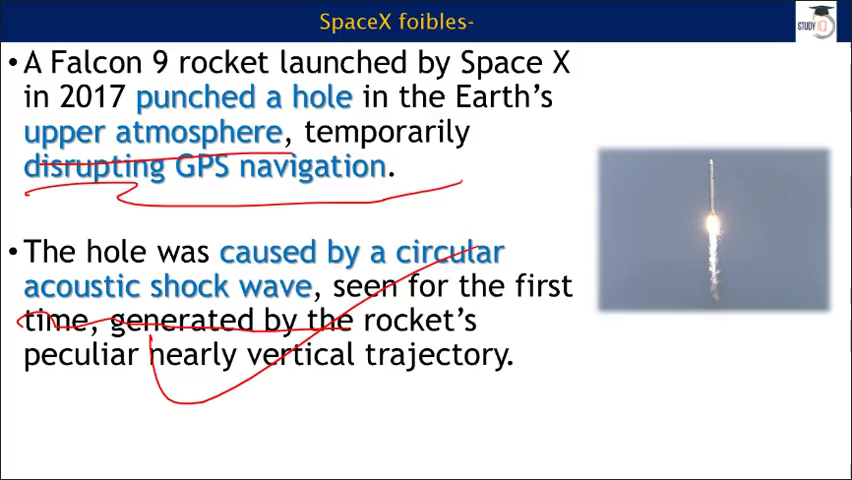 SpaceX foibles-
STUDY IQ
•A Falcon 9 rocket launched by Space X
in 2017 punched a hole in the Earth's
upper atmosphere, temporarily
disrupting GPS navigation.
•The hole was caused by a circular
acoustic shock wave, seen for the first
time, generated by the rocket's
peculiar nearly vertical trajectory.